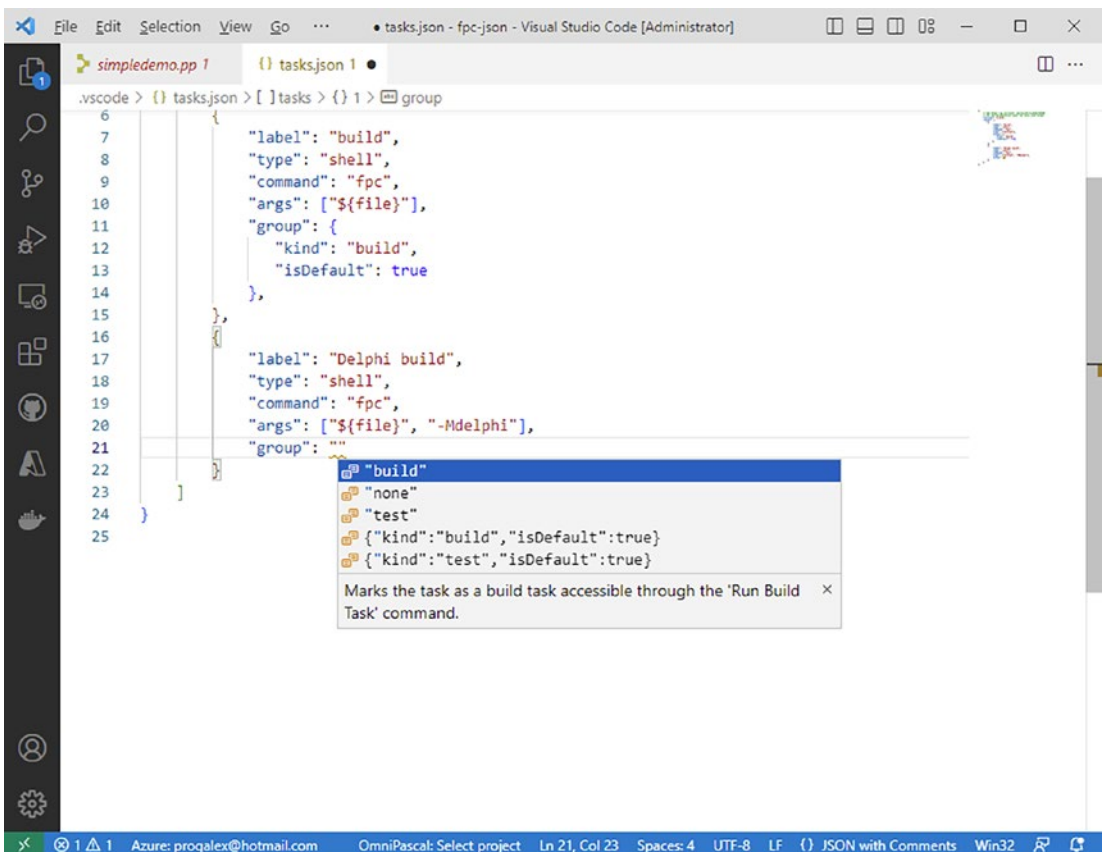 File Edit Selection View Go ··· ● tasks.json - fpc-json - Visual Studio Code [Administrator]
simpledemo.pp 1 {} tasks.json 1 ●
.vscode > {} tasks.json > [ ] tasks > {} 1 > group
6 {
7 "label": "build",
8 "type": "shell",
9 "command": "fpc",
10 "args": ["${file}"],
11 "group": {
12 "kind": "build",
13 "isDefault": true
14 },
15 },
16 {
17 "label": "Delphi build",
18 "type": "shell",
19 "command": "fpc",
20 "args": ["${file}", "-Mdelphi"],
21 "group": ""
22 }
23 ]
24 }
25
"build"
"none"
"test"
{"kind":"build","isDefault":true}
{"kind":"test","isDefault":true}
Marks the task as a build task accessible through the 'Run Build
Task' command.
1
1 1 Azure: progalex@hotmail.com OmniPascal: Select project Ln 21, Col 23 Spaces: 4 UTF-8 LF {} JSON with Comments Win32